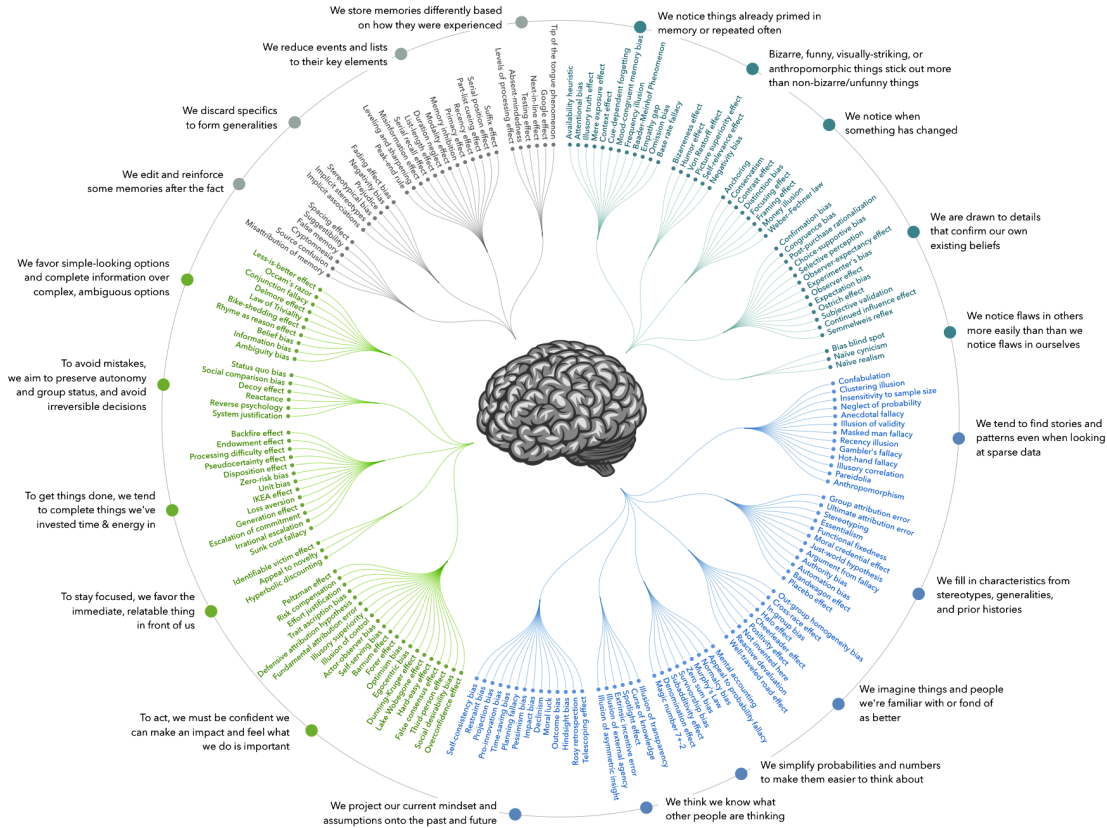 We store memories differently based
on how they were experienced
We reduce events and lists
to their key elements
We discard specifics
to form generalities
We edit and reinforce
some memories after the fact
We favor simple-looking options
and complete information over
complex, ambiguous options
To avoid mistakes,
we aim to preserve autonomy
and group status, and avoid
irreversible decisions
To get things done, we tend
to complete things we've
invested time & energy in
To stay focused, we favor the
immediate, relatable thing
in front of us
To act, we must be confident we
can make an impact and feel what
we do is important
We project our current mindset and
assumptions onto the past and future
We notice things already primed in
memory or repeated often
Bizarre, funny, visually-striking, or
anthropomorphic things stick out more
than non-bizarre/unfunny things
We notice when
something has changed
We are drawn to details
that confirm our own
existing beliefs
We notice flaws in others
more easily than than we
notice flaws in ourselves
We tend to find stories and
patterns even when looking
at sparse data
We fill in characteristics from
stereotypes, generalities,
and prior histories
We imagine things and people
we're familiar with or fond of
as better
We simplify probabilities and numbers
to make them easier to think about
We think we know what
other people are thinking
Availability heuristic
Attentional bias
Illusory truth effect
Mere exposure effect
Context effect
Cue-dependent forgetting
Mood-congruent memory bias
Frequency illusion
Baader-Meinhof Phenomenon
Empathy gap
Omission bias
Base rate fallacy
Bizarreness effect
Humor effect
Von Restorff effect
Picture superiority effect
Self-relevance effect
Negativity bias
Anchoring
Conservatism
Contrast effect
Distinction bias
Focusing effect
Framing effect
Money illusion
Weber-Fechner law
Confirmation bias
Congruence bias
Post-purchase rationalization
Choice-supportive bias
Selective perception
Observer-expectancy effect
Experimenter's bias
Observer effect
Expectation bias
Ostrich effect
Subjective validation
Continued influence effect
Semmelweis reflex
Bias blind spot
Naïve cynicism
Naïve realism
Confabulation
Clustering illusion
Insensitivity to sample size
Neglect of probability
Anecdotal fallacy
Illusion of validity
Masked man fallacy
Recency illusion
Gambler's fallacy
Hot-hand fallacy
Illusory correlation
Pareidolia
Anthropomorphism
Group attribution error
Ultimate attribution error
Stereotyping
Essentialism
Functional fixedness
Moral credential effect
Just-world hypothesis
Argument from fallacy
Authority bias
Automation bias
Bandwagon effect
Placebo effect
Out-group homogeneity bias
Cross-race effect
In-group bias
Halo effect
Cheerleader effect
Positivity effect
Not invented here
Reactive devaluation
Well-traveled road effect
Mental accounting
Appeal to probability fallacy
Normalcy bias
Murphy's Law
Zero sum bias
Survivorship bias
Subadditivity effect
Denomination effect
Magic number 7+-2
Illusion of transparency
Curse of knowledge
Spotlight effect
Extrinsic incentive error
Illusion of external agency
Illusion of asymmetric insight
Telescoping effect
Rosy retrospection
Hindsight bias
Outcome bias
Moral luck
Declinism
Impact bias
Pessimism bias
Planning fallacy
Time-saving bias
Pro-innovation bias
Projection bias
Restraint bias
Self-consistency bias
Overconfidence effect
Social desirability bias
Third-person effect
False consensus effect
Hard-easy effect
Lake Wobegone effect
Dunning-Kruger effect
Egocentric bias
Optimism bias
Forer effect
Barnum effect
Self-serving bias
Actor-observer bias
Illusion of control
Illusory superiority
Fundamental attribution error
Defensive attribution hypothesis
Trait ascription bias
Effort justification
Risk compensation
Peltzman effect
Hyperbolic discounting
Appeal to novelty
Identifiable victim effect
Sunk cost fallacy
Irrational escalation
Escalation of commitment
Generation effect
Loss aversion
IKEA effect
Unit bias
Zero-risk bias
Disposition effect
Pseudocertainty effect
Processing difficulty effect
Endowment effect
Backfire effect
System justification
Reverse psychology
Reactance
Decoy effect
Social comparison bias
Status quo bias
Ambiguity bias
Information bias
Belief bias
Rhyme as reason effect
Bike-shedding effect
Law of Triviality
Delmore effect
Conjunction fallacy
Occam's razor
Less-is-better effect
Misattribution of memory
Source confusion
Cryptomnesia
False memory
Suggestibility
Spacing effect
Implicit associations
Implicit stereotypes
Stereotypical bias
Prejudice
Negativity bias
Fading affect bias
Peak-end rule
Leveling and sharpening
Misinformation effect
Serial recall effect
List-length effect
Duration neglect
Modality effect
Memory inhibition
Primacy effect
Recency effect
Part-list cueing effect
Serial position effect
Suffix effect
Levels of processing effect
Absent-mindedness
Testing effect
Next-in-line effect
Google effect
Tip of the tongue phenomenon